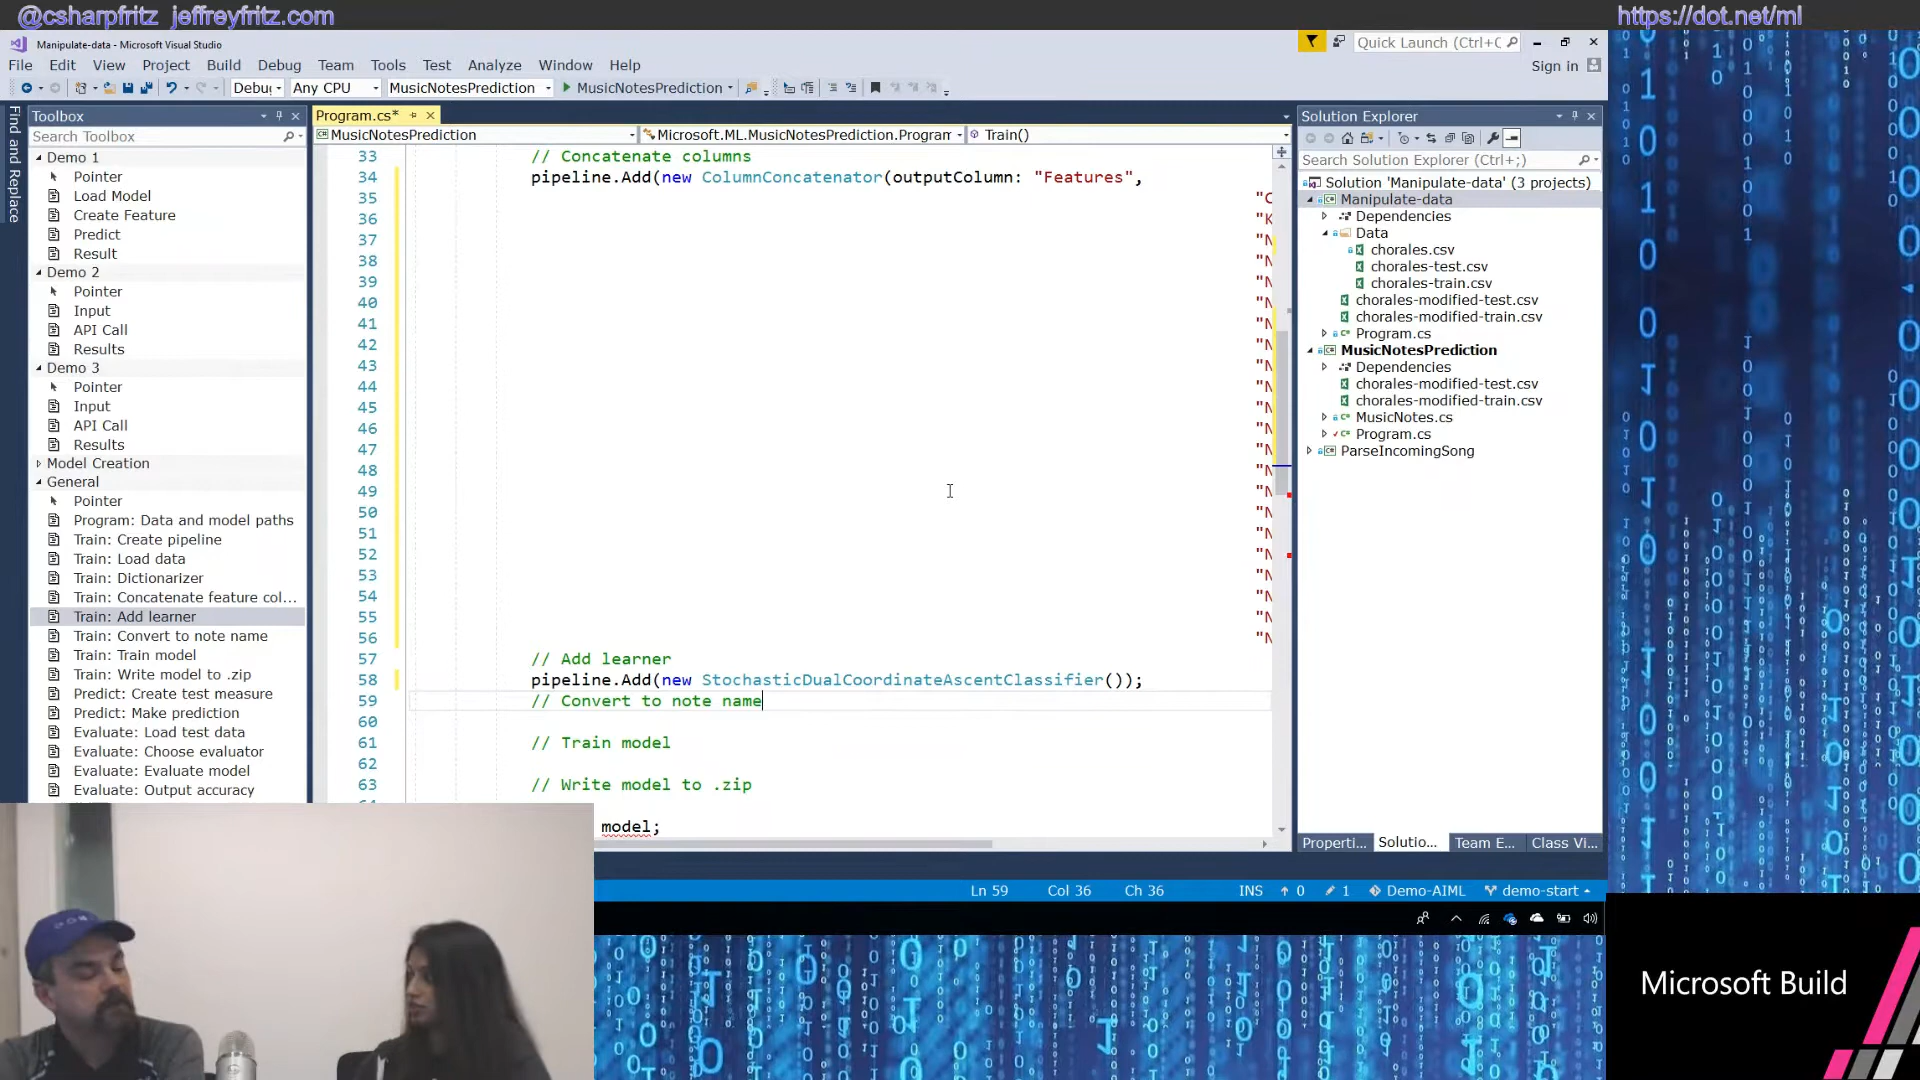 @csharpfritz jeffreyfritz.com
https://dot.net/ml
Manipulate-data - Microsoft Visual Studio
Quick Launch (Ctrl+Q
File Edit View Project Build Debug Team Tools Test Analyze Window Help
Sign in
Debug Any CPU MusicNotesPrediction MusicNotesPrediction
Find and Replace
Toolbox
Search Toolbox
Demo 1
Pointer
Load Model
Create Feature
Predict
Result
Demo 2
Pointer
Input
API Call
Results
Demo 3
Pointer
Input
API Call
Results
Model Creation
General
Pointer
Program: Data and model paths
Train: Create pipeline
Train: Load data
Train: Dictionarizer
Train: Concatenate feature col...
Train: Add learner
Train: Convert to note name
Train: Train model
Train: Write model to .zip
Predict: Create test measure
Predict: Make prediction
Evaluate: Load test data
Evaluate: Choose evaluator
Evaluate: Evaluate model
Evaluate: Output accuracy
Program.cs*
MusicNotesPrediction Microsoft.ML.MusicNotesPrediction.Program Train()
33 // Concatenate columns
34 pipeline.Add(new ColumnConcatenator(outputColumn: "Features",
35
36 "K
37 "N
38 "N
39 "N
40 "N
41 "N
42 "N
43 "N
44 "N
45 "N
46 "N
47 "N
48 "N
49 "N
50 "N
51 "N
52 "N
53 "N
54 "N
55 "N
56 "N
57 // Add learner
58 pipeline.Add(new StochasticDualCoordinateAscentClassifier());
59 // Convert to note name
60
61 // Train model
62
63 // Write model to .zip
model;
Ln 59 Col 36 Ch 36 INS 0 1 Demo-AIML demo-start
Solution Explorer
Search Solution Explorer (Ctrl+;)
Solution 'Manipulate-data' (3 projects)
Manipulate-data
Dependencies
Data
chorales.csv
chorales-test.csv
chorales-train.csv
chorales-modified-test.csv
chorales-modified-train.csv
Program.cs
MusicNotesPrediction
Dependencies
chorales-modified-test.csv
chorales-modified-train.csv
MusicNotes.cs
Program.cs
ParseIncomingSong
Properti... Solutio... Team E... Class Vi...
Microsoft Build